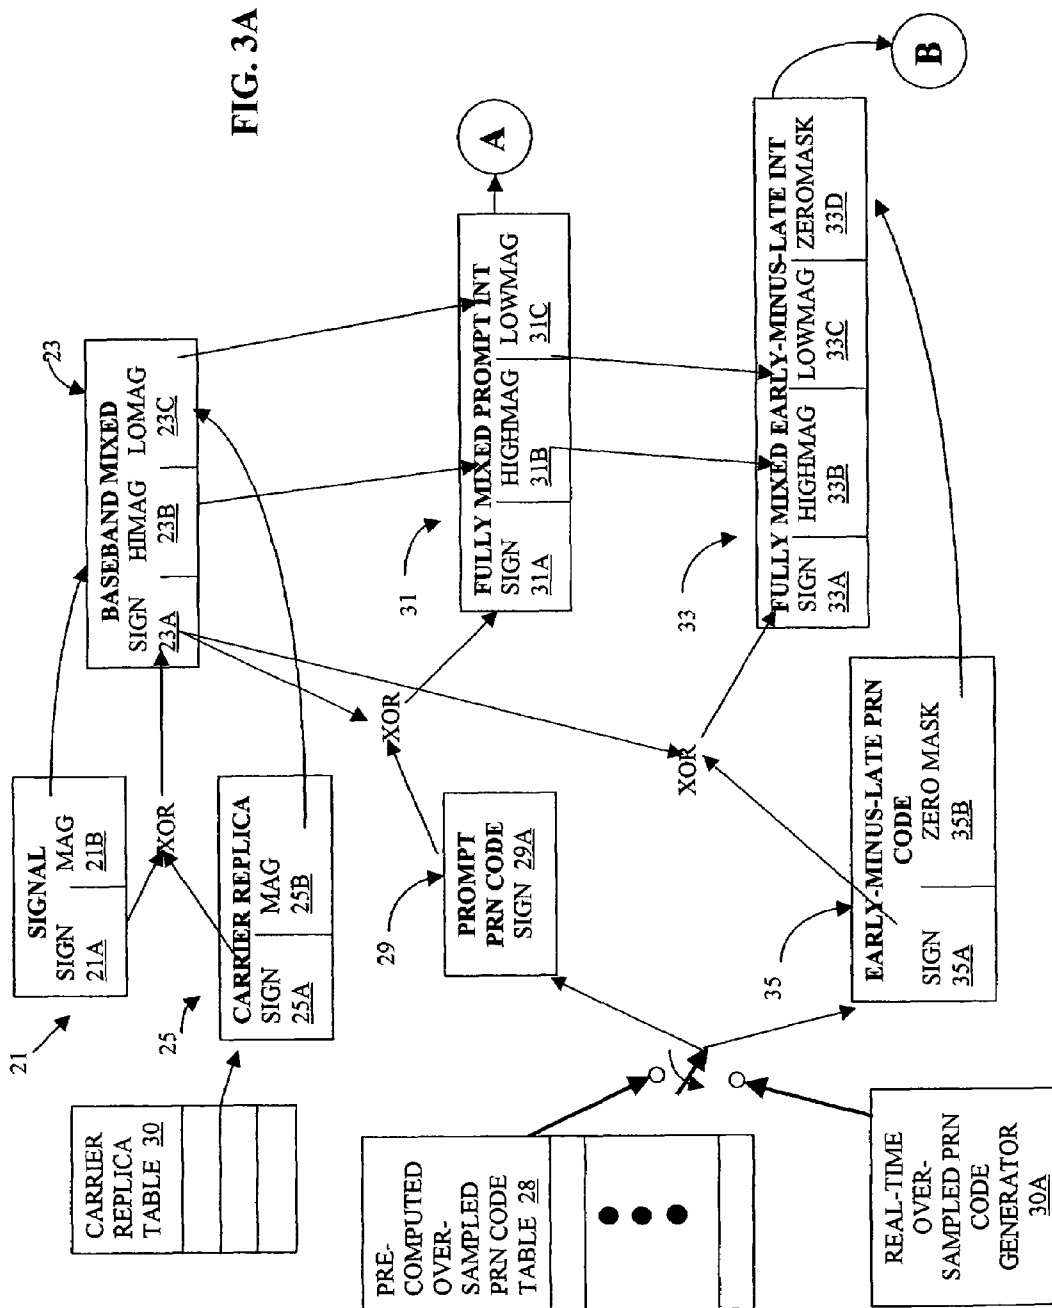 FIG. 3A
21
SIGNAL
SIGN MAG
21A 21B
XOR
25
CARRIER REPLICA
SIGN MAG
25A 25B
CARRIER
REPLICA
TABLE 30
23
BASEBAND MIXED
SIGN HIMAG LOMAG
23A 23B 23C
29
PROMPT
PRN CODE
SIGN 29A
XOR
31
FULLY MIXED PROMPT INT
SIGN HIGHMAG LOWMAG
31A 31B 31C
A
PRE-
COMPUTED
OVER-
SAMPLED
PRN CODE
TABLE 28
XOR
33
FULLY MIXED EARLY-MINUS-LATE INT
SIGN HIGHMAG LOWMAG ZEROMASK
33A 33B 33C 33D
B
35
EARLY-MINUS-LATE PRN
CODE
SIGN ZERO MASK
35A 35B
REAL-TIME
OVER-
SAMPLED PRN
CODE
GENERATOR
30A